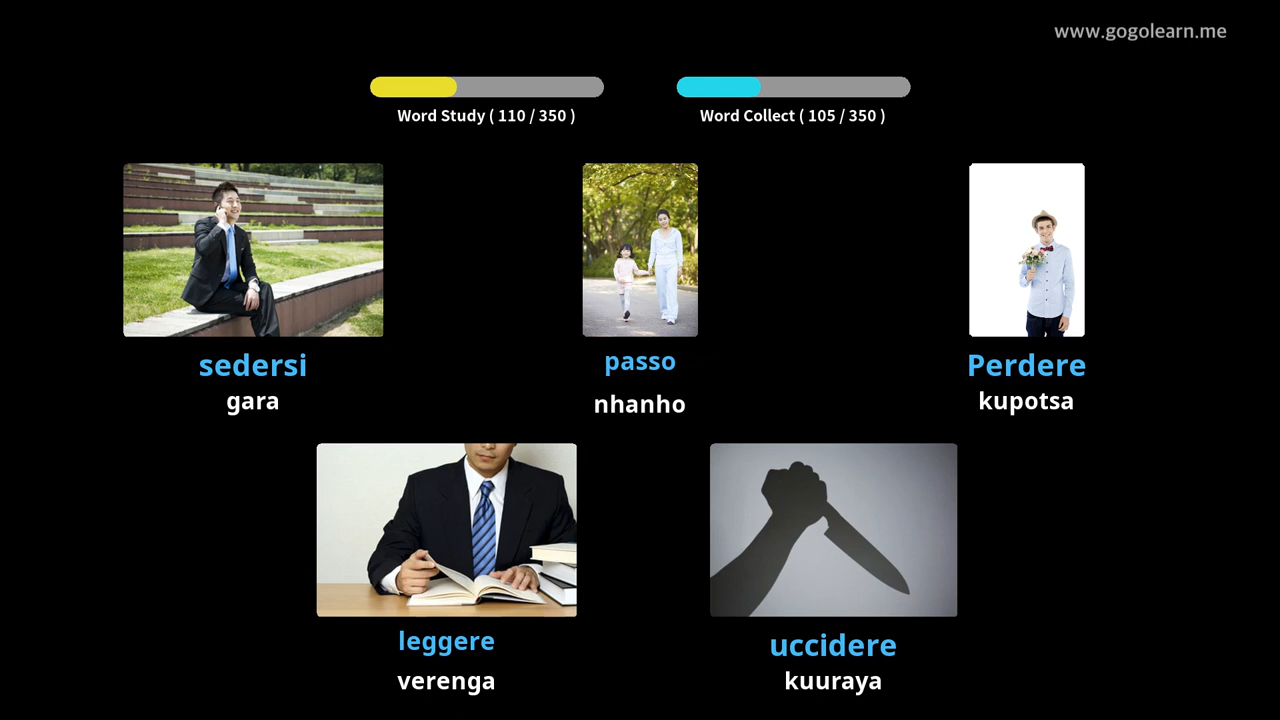 www.gogolearn.me
Word Study ( 110 / 350 )
Word Collect ( 105 / 350 )
sedersi
gara
passo
nhanho
Perdere
kupotsa
leggere
verenga
uccidere
kuuraya